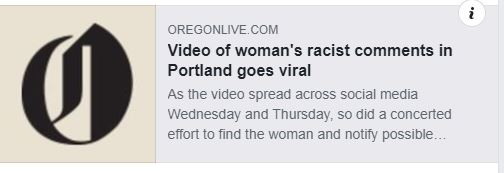 OREGONLIVE.COM
Video of woman's racist comments in
Portland goes viral
As the video spread across social media
Wednesday and Thursday, so did a concerted
effort to find the woman and notify possible...